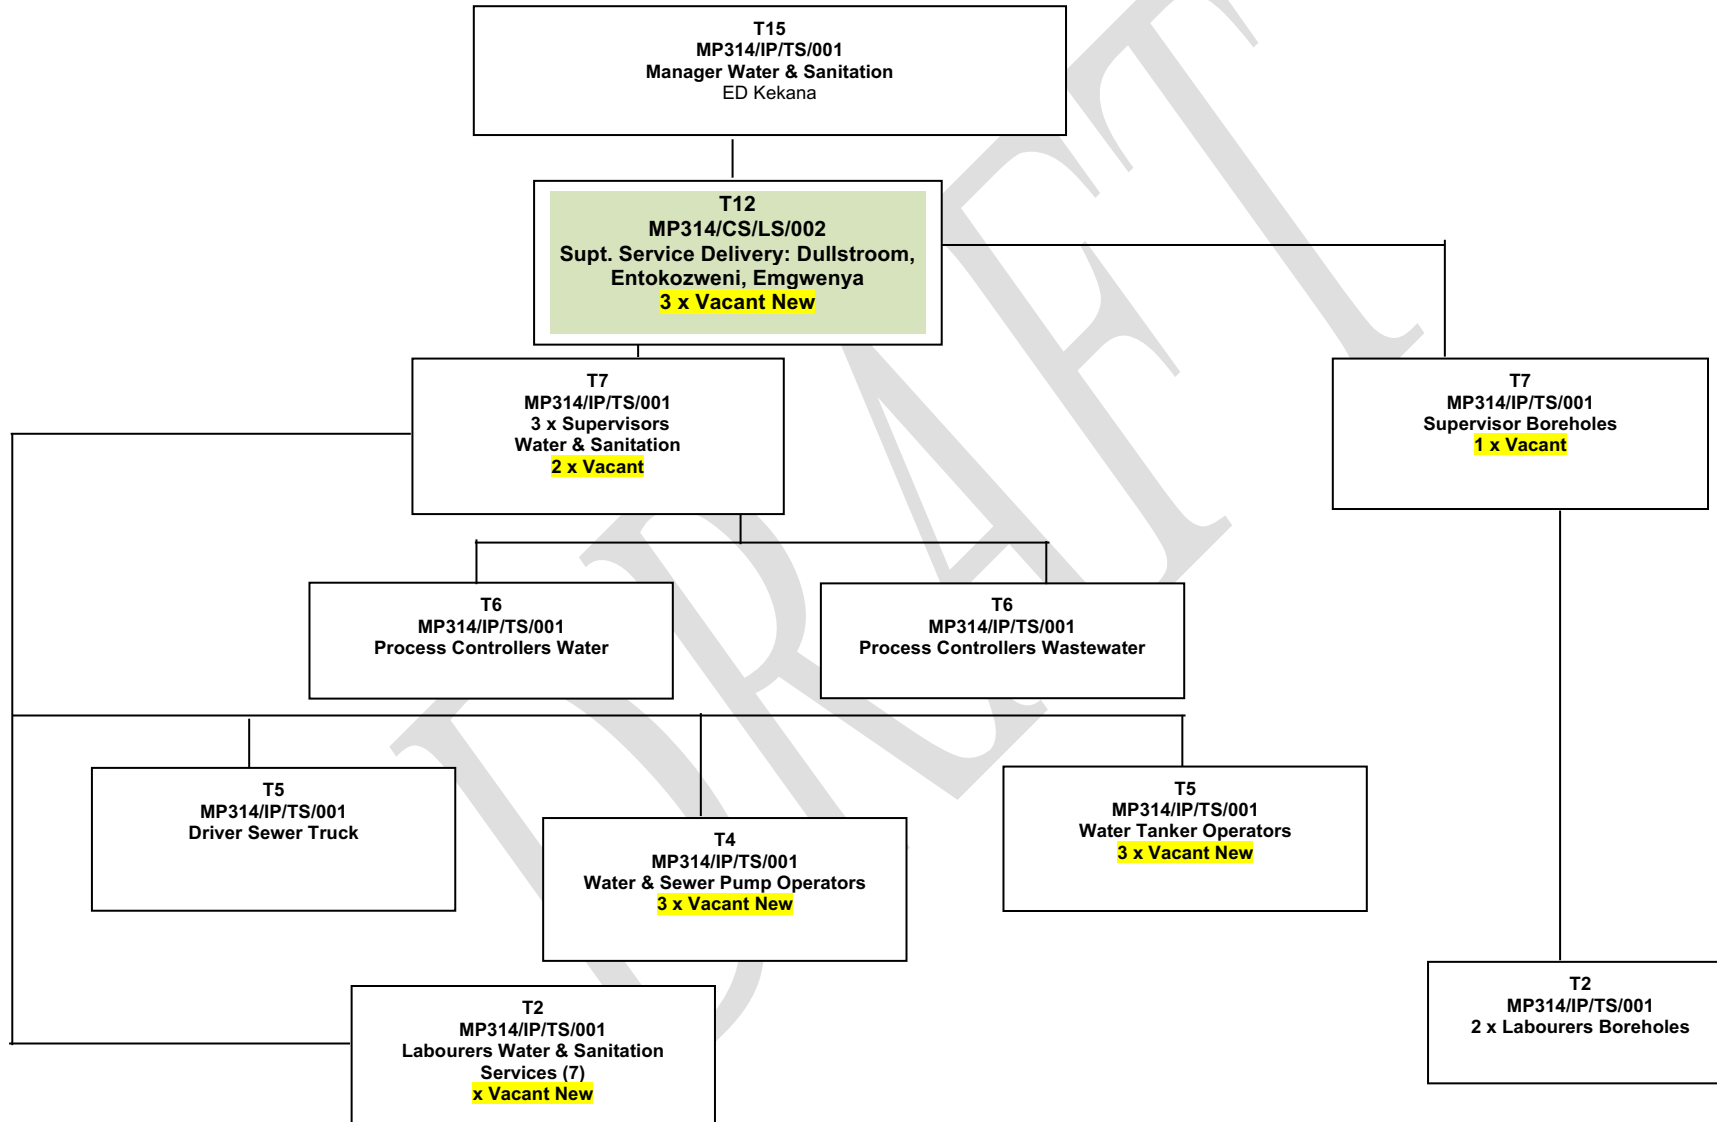 T15
MP314/IP/TS/001
Manager Water & Sanitation
ED Kekana
T12
MP314/CS/LS/002
Supt. Service Delivery: Dullstroom,
Entokozweni, Emgwenya
3 x Vacant New
T7
MP314/IP/TS/001
3 x Supervisors
Water & Sanitation
2 x Vacant
T7
MP314/IP/TS/001
Supervisor Boreholes
1 x Vacant
T6
MP314/IP/TS/001
Process Controllers Water
T6
MP314/IP/TS/001
Process Controllers Wastewater
T5
MP314/IP/TS/001
Driver Sewer Truck
T4
MP314/IP/TS/001
Water & Sewer Pump Operators
3 x Vacant New
T5
MP314/IP/TS/001
Water Tanker Operators
3 x Vacant New
T2
MP314/IP/TS/001
Labourers Water & Sanitation
Services (7)
x Vacant New
T2
MP314/IP/TS/001
2 x Labourers Boreholes
DRAFT